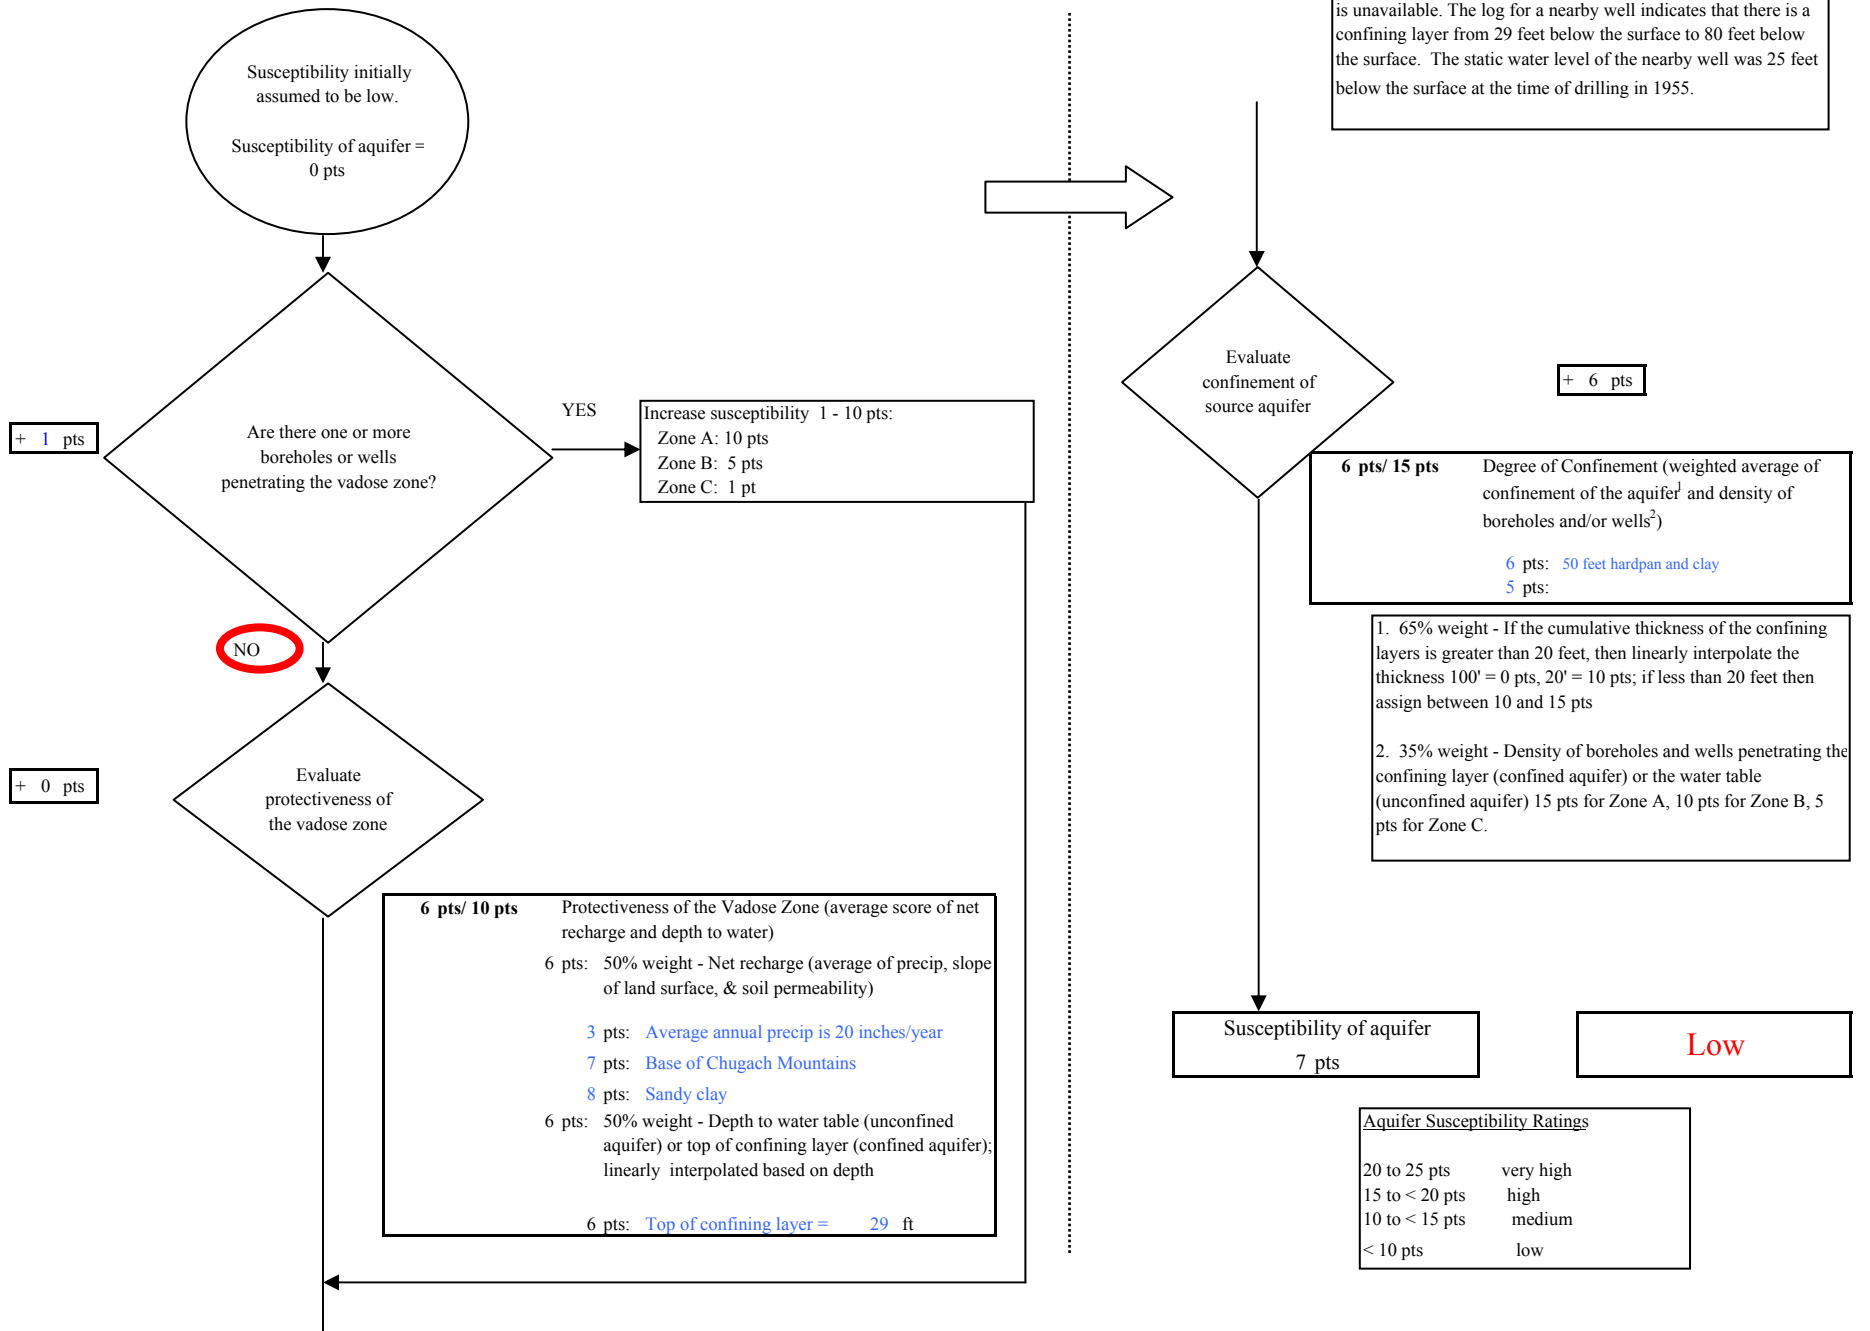 Susceptibility initially
assumed to be low.
Susceptibility of aquifer =
0 pts
+ 1 pts
Are there one or more
boreholes or wells
penetrating the vadose zone?
YES
Increase susceptibility 1 - 10 pts:
Zone A: 10 pts
Zone B: 5 pts
Zone C: 1 pt
NO
+ 0 pts
Evaluate
protectiveness of
the vadose zone
6 pts/ 10 pts Protectiveness of the Vadose Zone (average score of net
recharge and depth to water)
6 pts: 50% weight - Net recharge (average of precip, slope
of land surface, & soil permeability)
3 pts: Average annual precip is 20 inches/year
7 pts: Base of Chugach Mountains
8 pts: Sandy clay
6 pts: 50% weight - Depth to water table (unconfined
aquifer) or top of confining layer (confined aquifer);
linearly interpolated based on depth
6 pts: Top of confining layer = 29 ft
is unavailable. The log for a nearby well indicates that there is a
confining layer from 29 feet below the surface to 80 feet below
the surface. The static water level of the nearby well was 25 feet
below the surface at the time of drilling in 1955.
Evaluate
confinement of
source aquifer
+ 6 pts
6 pts/ 15 pts Degree of Confinement (weighted average of
confinement of the aquifer1 and density of
boreholes and/or wells2)
6 pts: 50 feet hardpan and clay
5 pts:
1. 65% weight - If the cumulative thickness of the confining
layers is greater than 20 feet, then linearly interpolate the
thickness 100' = 0 pts, 20' = 10 pts; if less than 20 feet then
assign between 10 and 15 pts
2. 35% weight - Density of boreholes and wells penetrating the
confining layer (confined aquifer) or the water table
(unconfined aquifer) 15 pts for Zone A, 10 pts for Zone B, 5
pts for Zone C.
Susceptibility of aquifer
7 pts
Low
Aquifer Susceptibility Ratings
20 to 25 pts very high
15 to < 20 pts high
10 to < 15 pts medium
< 10 pts low